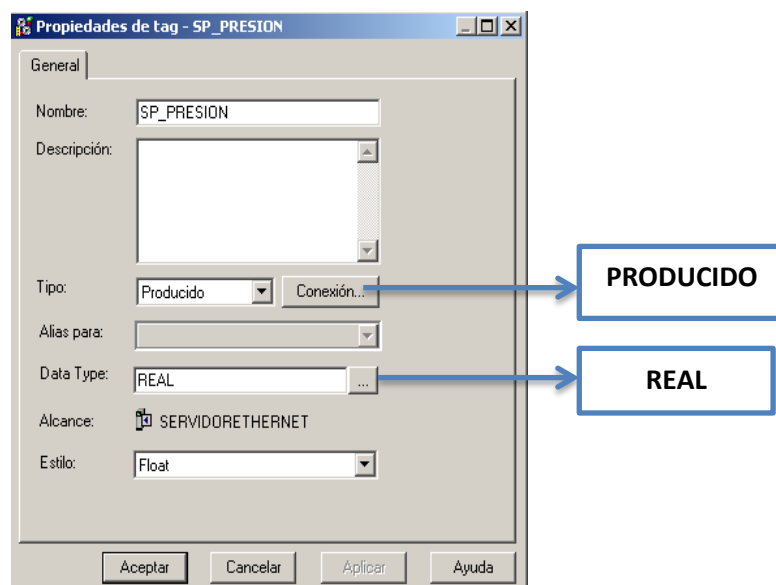 Propiedades de tag - SP_PRESION
General
Nombre: SP_PRESION
Descripción:
Tipo: Producido Conexión...
PRODUCIDO
Alias para:
Data Type: REAL ...
REAL
Alcance: SERVIDORETHERNET
Estilo: Float
Aceptar Cancelar Aplicar Ayuda